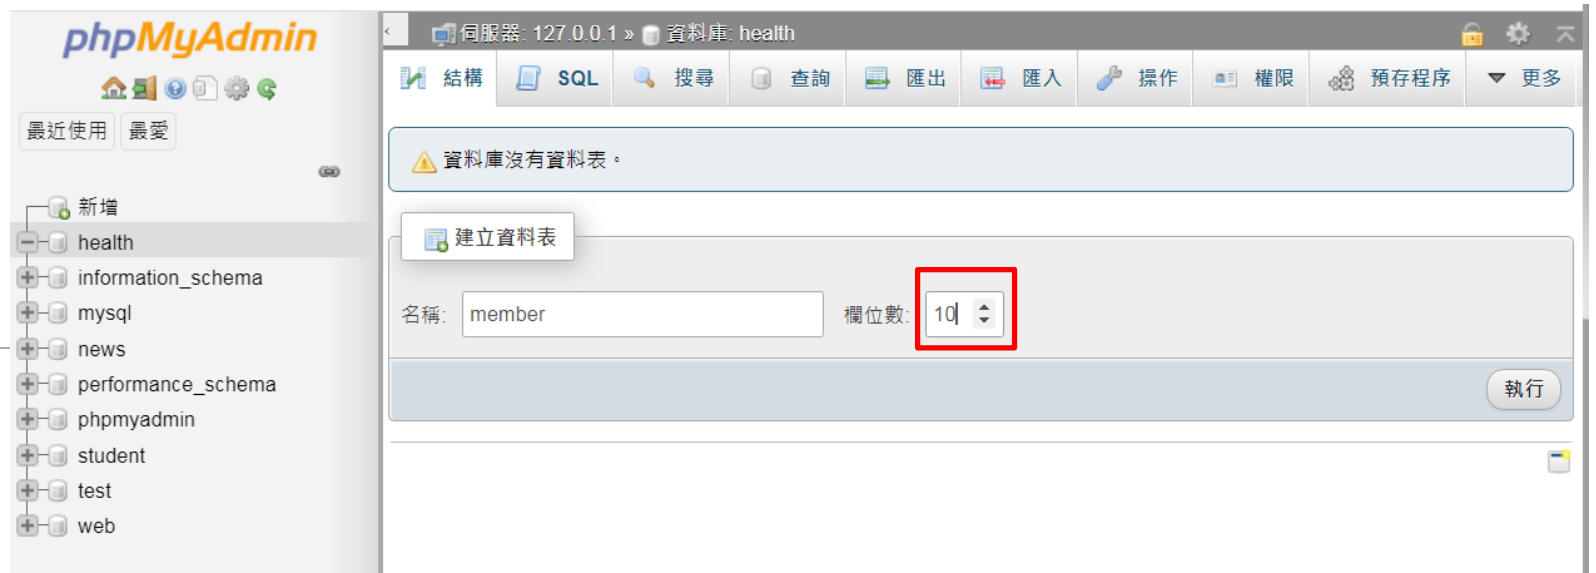 phpMyAdmin
最近使用 最愛
新增
health
information_schema
mysql
news
performance_schema
phpmyadmin
student
test
web
伺服器: 127.0.0.1 » 資料庫: health
結構 SQL 搜尋 查詢 匯出 匯入 操作 權限 預存程序 更多
資料庫沒有資料表。
建立資料表
名稱: member 欄位數: 10
執行